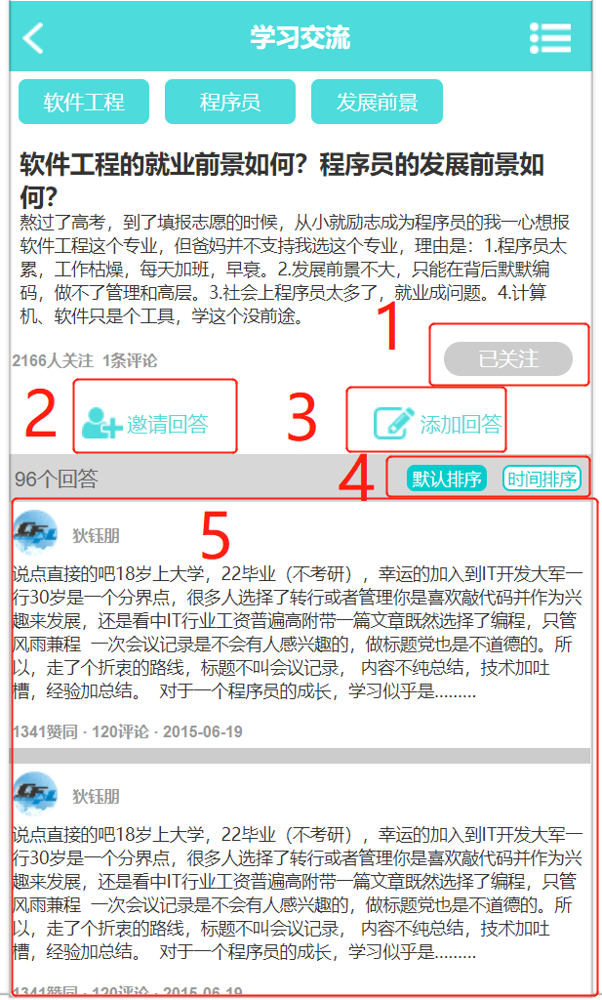 学习交流
软件工程 程序员 发展前景
软件工程的就业前景如何？程序员的发展前景如
何？
熬过了高考，到了填报志愿的时候，从小就励志成为程序员的我一心想报
软件工程这个专业，但爸妈并不支持我选这个专业，理由是：1.程序员太
累，工作枯燥，每天加班，早衰。2.发展前景不大，只能在背后默默编
码，做不了管理和高层。3.社会上程序员太多了，就业成问题。4.计算
机、软件只是个工具，学这个没前途。
1
2166人关注 1条评论 已关注
2 邀请回答 3 添加回答
96个回答 4 默认排序 时间排序
5
狄钰朋
说点直接的吧18岁上大学，22毕业（不考研），幸运的加入到IT开发大军一
行30岁是一个分界点，很多人选择了转行或者管理你是喜欢敲代码并作为兴
趣来发展，还是看中IT行业工资普遍高附带一篇文章既然选择了编程，只管
风雨兼程 一次会议记录是不会有人感兴趣的，做标题党也是不道德的。所
以，走了个折衷的路线，标题不叫会议记录， 内容不纯总结，技术加吐
槽，经验加总结。 对于一个程序员的成长，学习似乎是.........
1341赞同 · 120评论 · 2015-06-19
狄钰朋
说点直接的吧18岁上大学，22毕业（不考研），幸运的加入到IT开发大军一
行30岁是一个分界点，很多人选择了转行或者管理你是喜欢敲代码并作为兴
趣来发展，还是看中IT行业工资普遍高附带一篇文章既然选择了编程，只管
风雨兼程 一次会议记录是不会有人感兴趣的，做标题党也是不道德的。所
以，走了个折衷的路线，标题不叫会议记录， 内容不纯总结，技术加吐
槽，经验加总结。 对于一个程序员的成长，学习似乎是.........
1341赞同 · 120评论 · 2015-06-19